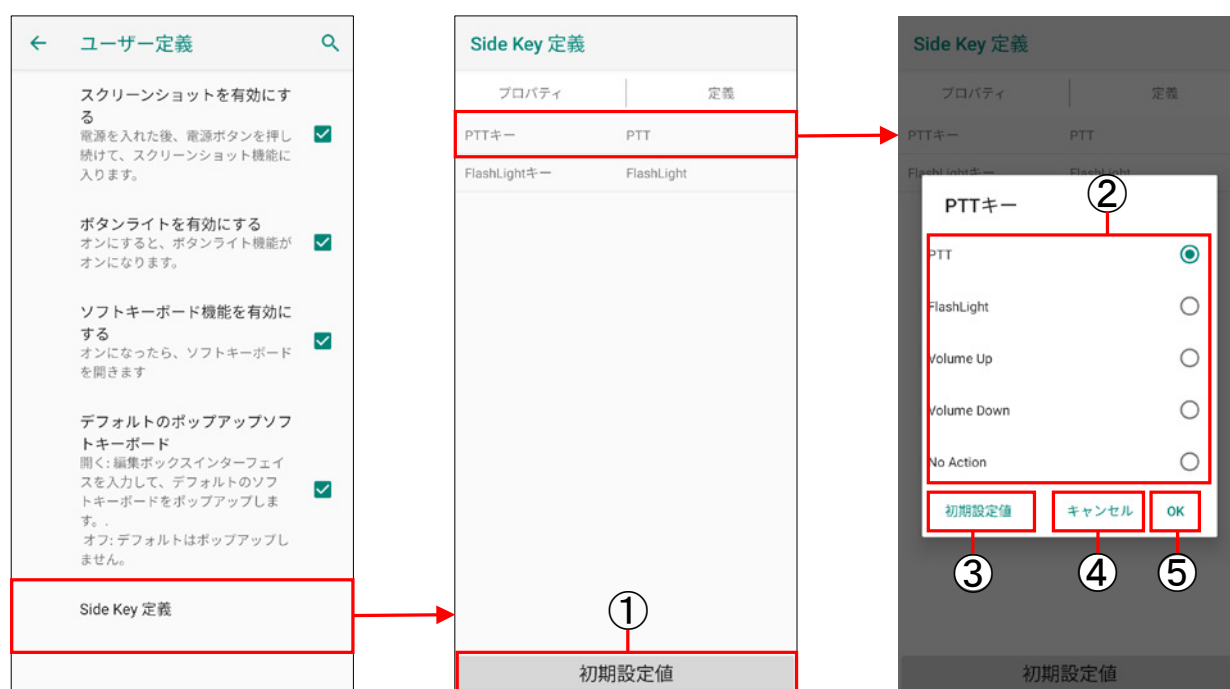 ユーザー定義
スクリーンショットを有効にす
る
電源を入れた後、電源ボタンを押し
続けて、スクリーンショット機能に
入ります。
ボタンライトを有効にする
オンにすると、ボタンライト機能が
オンになります。
ソフトキーボード機能を有効に
する
オンになったら、ソフトキーボード
を開きます
デフォルトのポップアップソフ
トキーボード
開く: 編集ボックスインターフェイ
スを入力して、デフォルトのソフ
トキーボードをポップアップしま
す。.
オフ: デフォルトはポップアップし
ません。
Side Key 定義
Side Key 定義
プロパティ 定義
PTTキー PTT
FlashLightキー FlashLight
①
初期設定値
Side Key 定義
プロパティ 定義
PTTキー PTT
FlashLightキー FlashLight
PTTキー
②
PTT
FlashLight
Volume Up
Volume Down
No Action
初期設定値 キャンセル OK
③ ④ ⑤
初期設定値